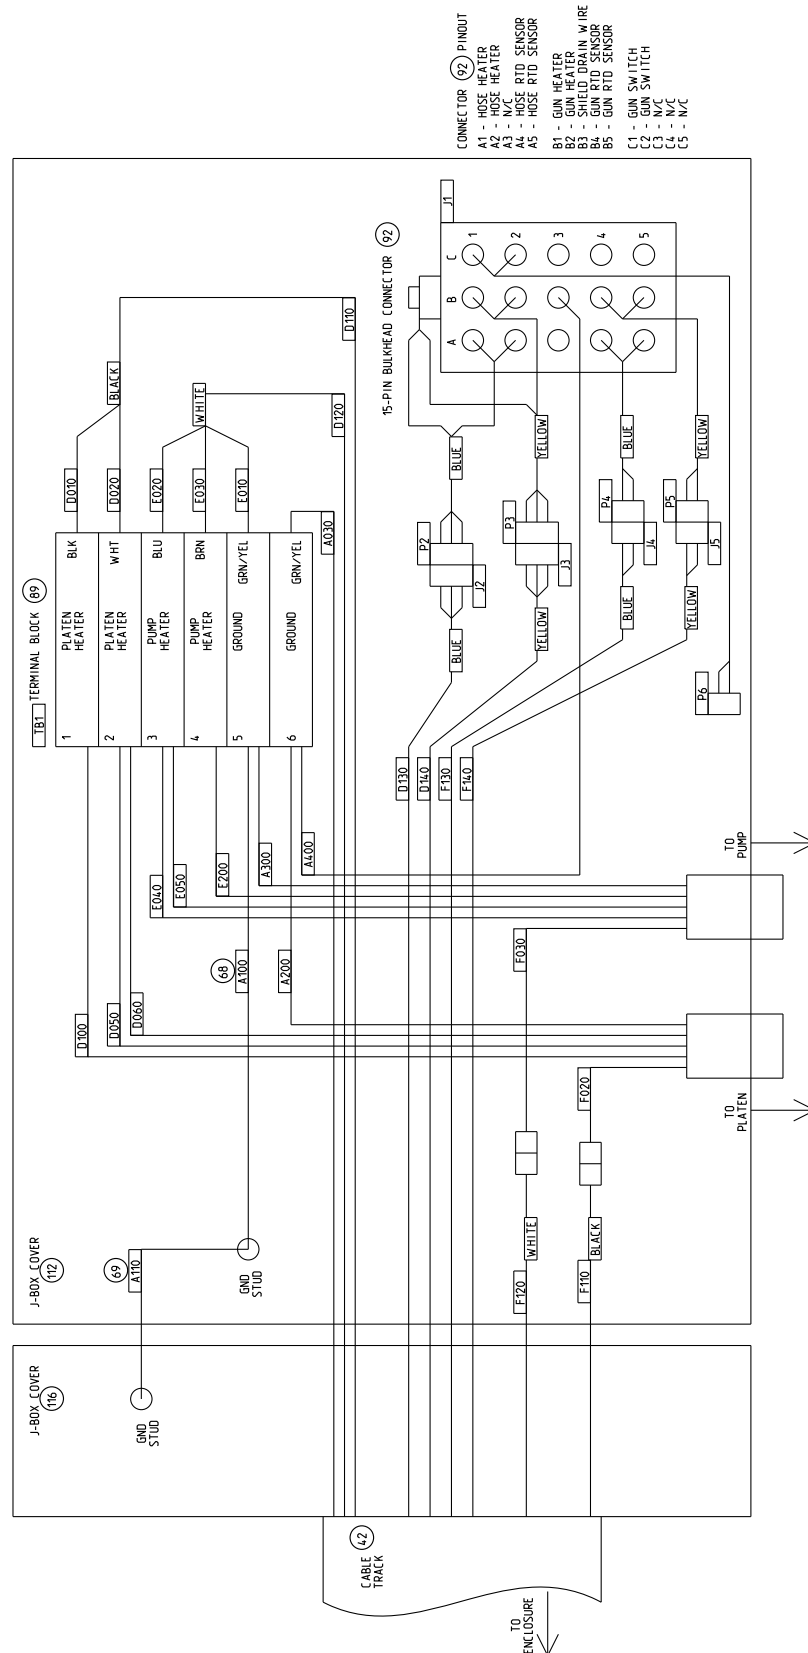 J-BOX COVER
116
GND
STUD
CABLE
TRACK
42
TO
ENCLOSURE
J-BOX COVER
112
69
A110
GND
STUD
68
A100
A200
D100
D050
D060
E040
E050
E200
A300
A400
TB1
TERMINAL BLOCK
89
1
PLATEN
HEATER
BLK
2
PLATEN
HEATER
WHT
3
PUMP
HEATER
BLU
4
PUMP
HEATER
BRN
5
GROUND
GRN/YEL
6
GROUND
GRN/YEL
D010
D020
E020
E030
E010
A030
BLACK
WHITE
D110
D120
15-PIN BULKHEAD CONNECTOR
92
J1
A
B
C
1
2
3
4
5
BLUE
YELLOW
BLUE
YELLOW
P2
J2
P3
J3
P4
J4
P5
J5
BLUE
YELLOW
BLUE
YELLOW
P6
D130
D140
F130
F140
F030
F020
WHITE
BLACK
F120
F110
TO
PUMP
TO
PLATEN
CONNECTOR 92 PINOUT
A1 - HOSE HEATER
A2 - HOSE HEATER
A3 - N/C
A4 - HOSE RTD SENSOR
A5 - HOSE RTD SENSOR
B1 - GUN HEATER
B2 - GUN HEATER
B3 - SHIELD DRAIN WIRE
B4 - GUN RTD SENSOR
B5 - GUN RTD SENSOR
C1 - GUN SWITCH
C2 - GUN SWITCH
C3 - N/C
C4 - N/C
C5 - N/C